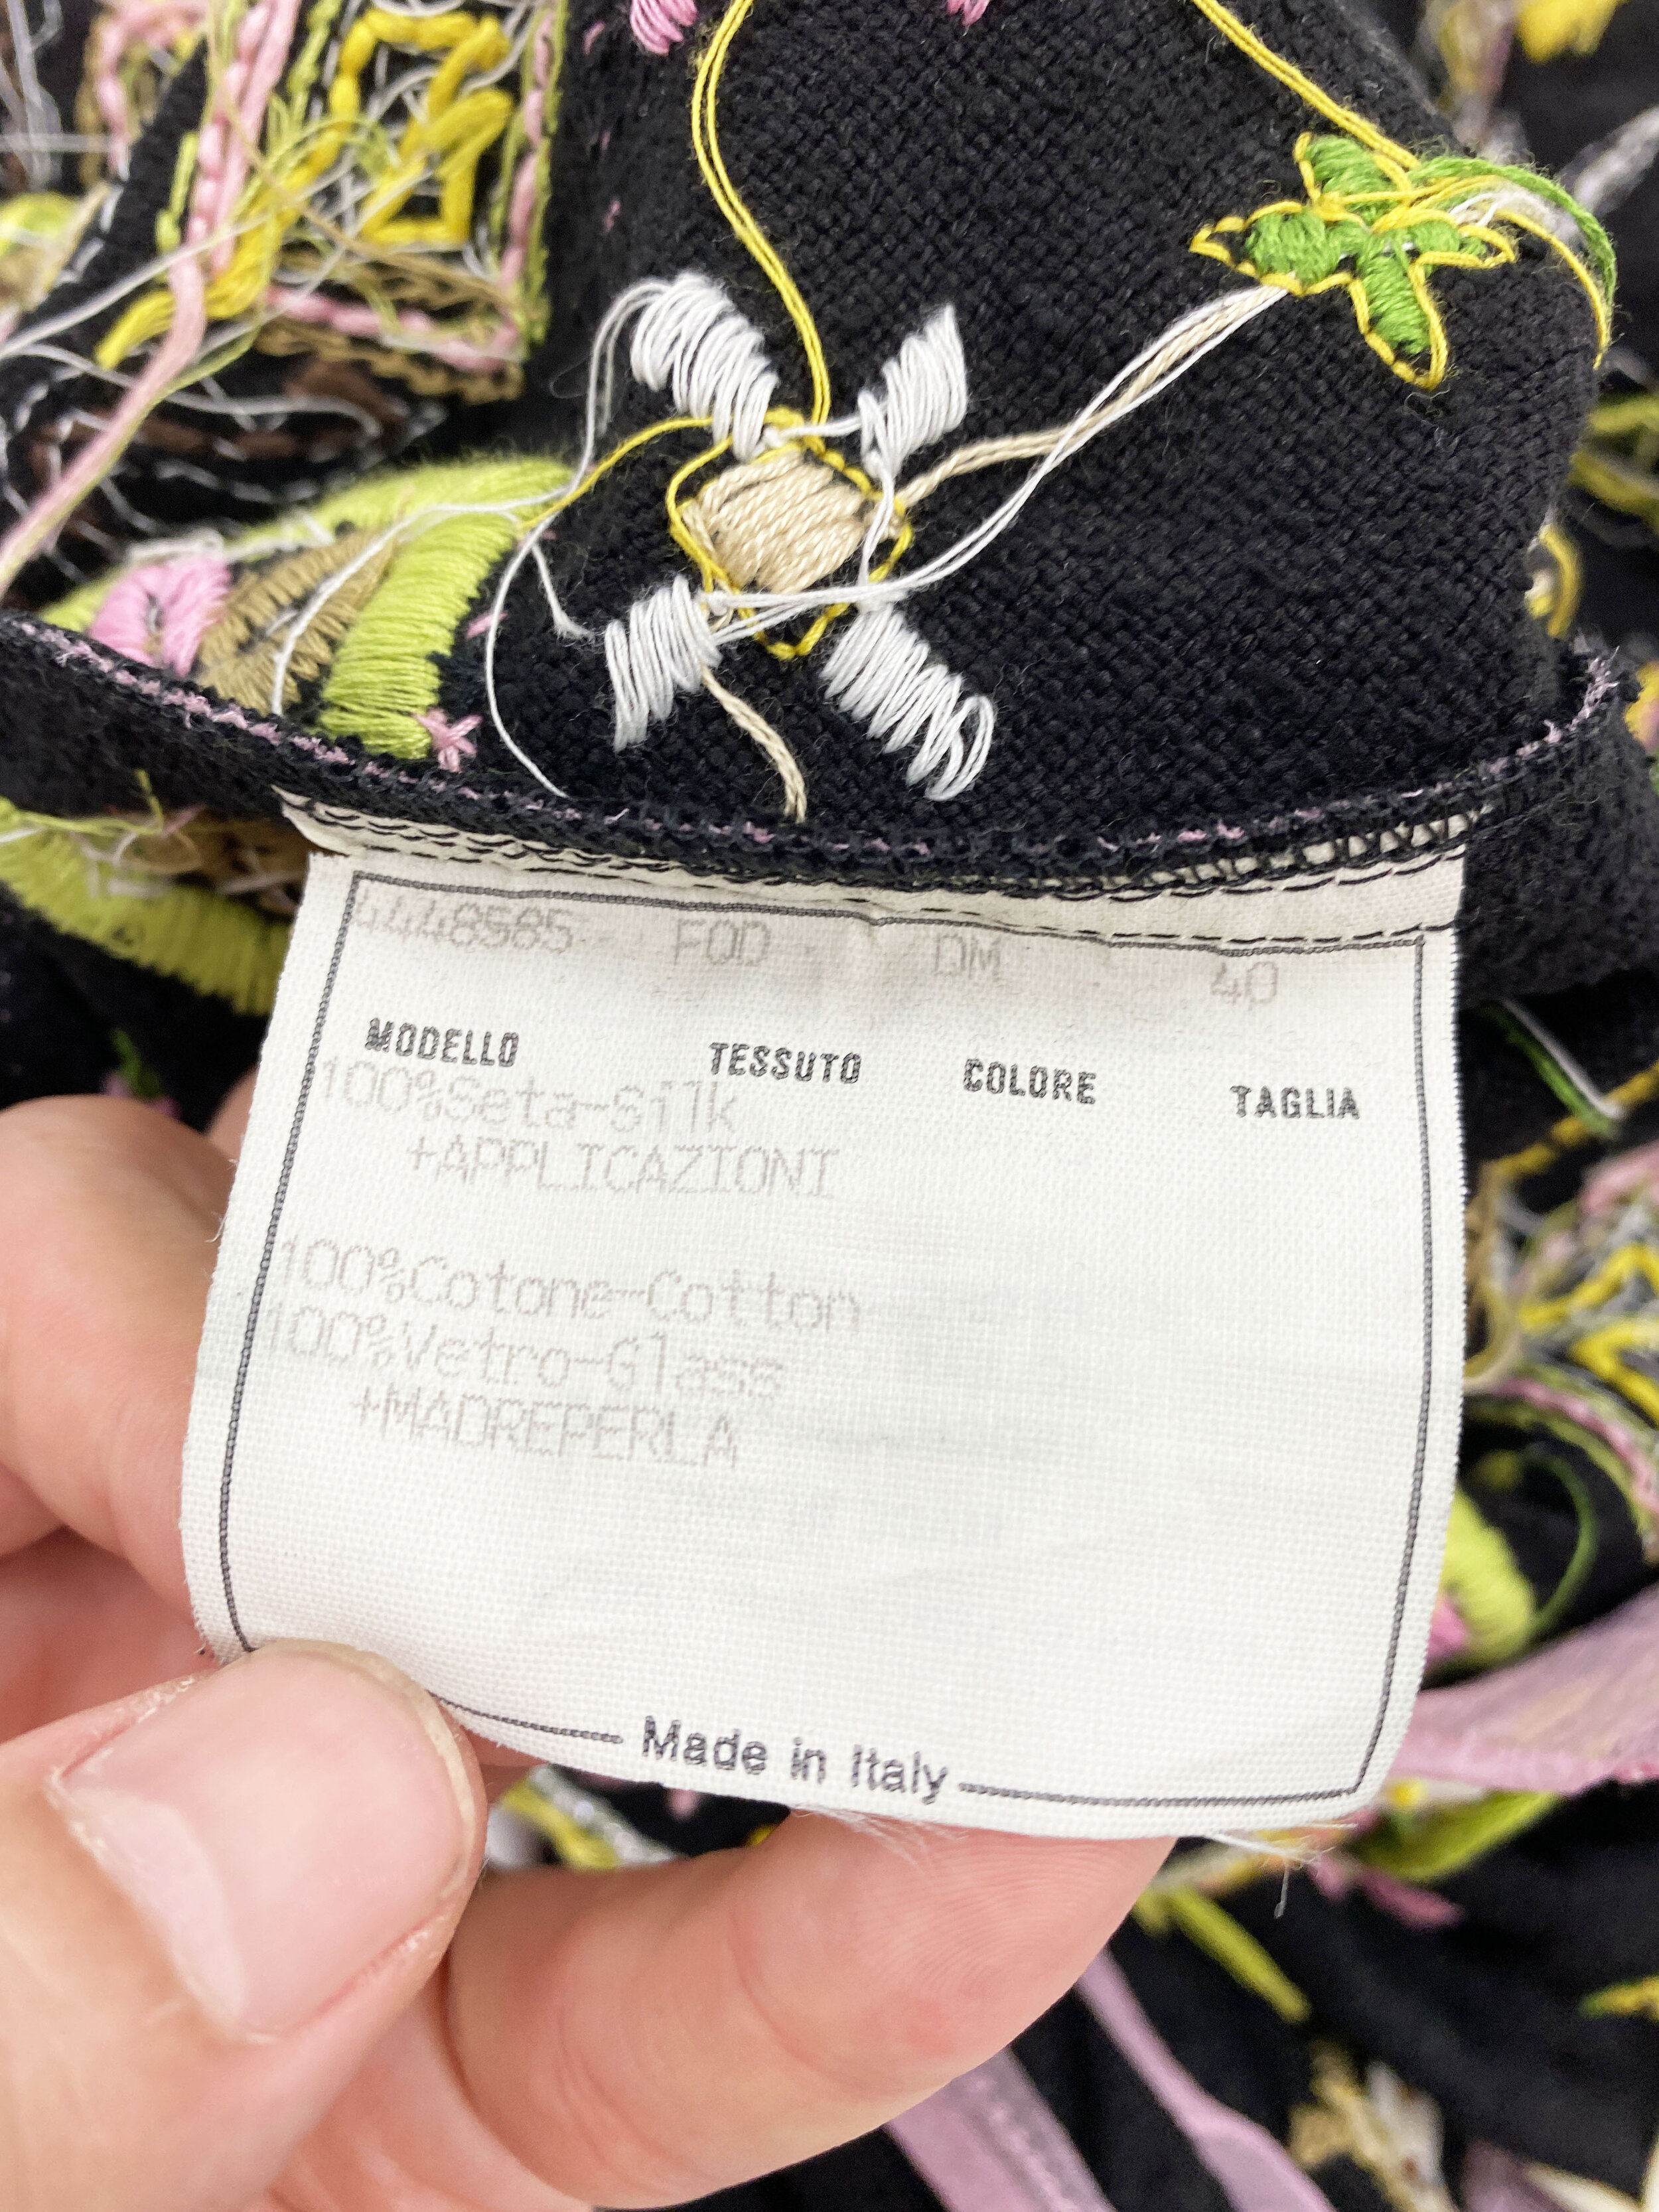 4448585 FQD DM 40
MODELLO TESSUTO COLORE TAGLIA
100%Seta-Silk
+APPLICAZIONI
100%Cotone-Cotton
100%Vetro-Glass
+MADREPERLA
Made in Italy